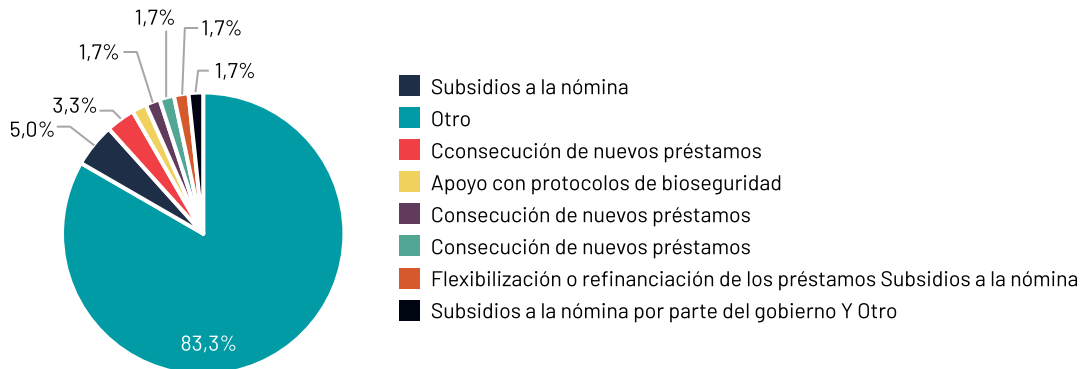 1,7%
1,7%
1,7%
1,7%
3,3%
5,0%
83,3%
Subsidios a la nómina
Otro
Cconsecución de nuevos préstamos
Apoyo con protocolos de bioseguridad
Consecución de nuevos préstamos
Consecución de nuevos préstamos
Flexibilización o refinanciación de los préstamos Subsidios a la nómina
Subsidios a la nómina por parte del gobierno Y Otro